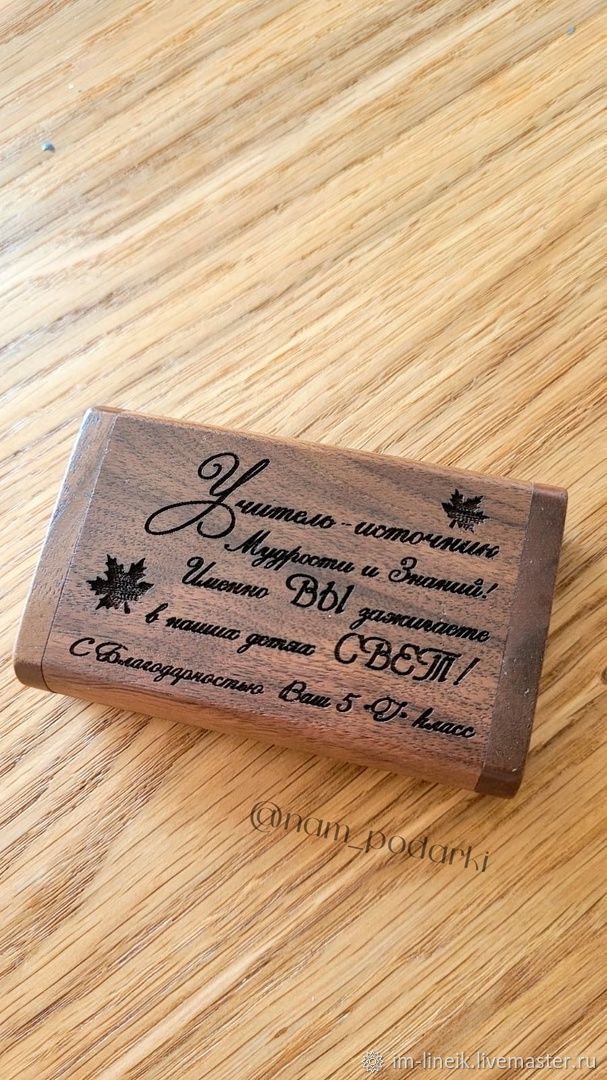 Учитель - источник
Мудрости и Знаний!
Именно ВЫ зажигаете
в наших детях СВЕТ!
С Благодарностью Ваш 5 «Г» класс
@nam_podarki
im-lineik.livemaster.ru